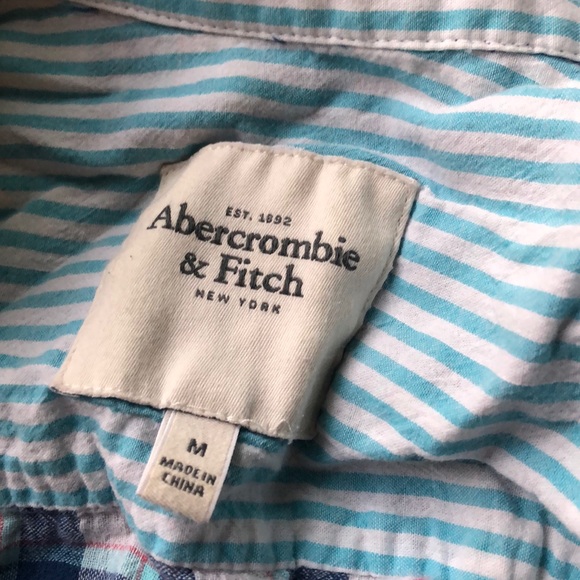 EST. 1892
Abercrombie
& Fitch
NEW YORK
M
MADE IN
CHINA